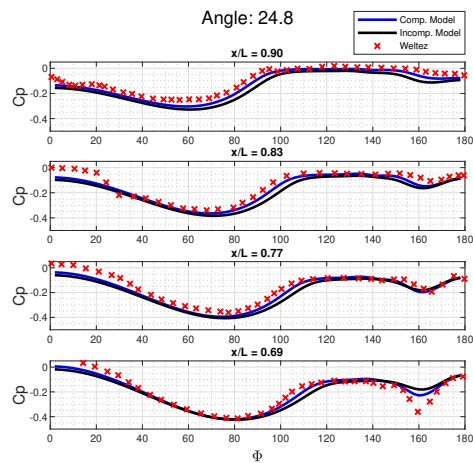 Angle: 24.8
Comp. Model
Incomp. Model
Weltez
x/L = 0.90
0
-0.2
-0.4
Cp
0 20 40 60 80 100 120 140 160 180
x/L = 0.83
0
-0.2
-0.4
Cp
0 20 40 60 80 100 120 140 160 180
x/L = 0.77
0
-0.2
-0.4
Cp
0 20 40 60 80 100 120 140 160 180
x/L = 0.69
0
-0.2
-0.4
Cp
0 20 40 60 80 100 120 140 160 180
Φ